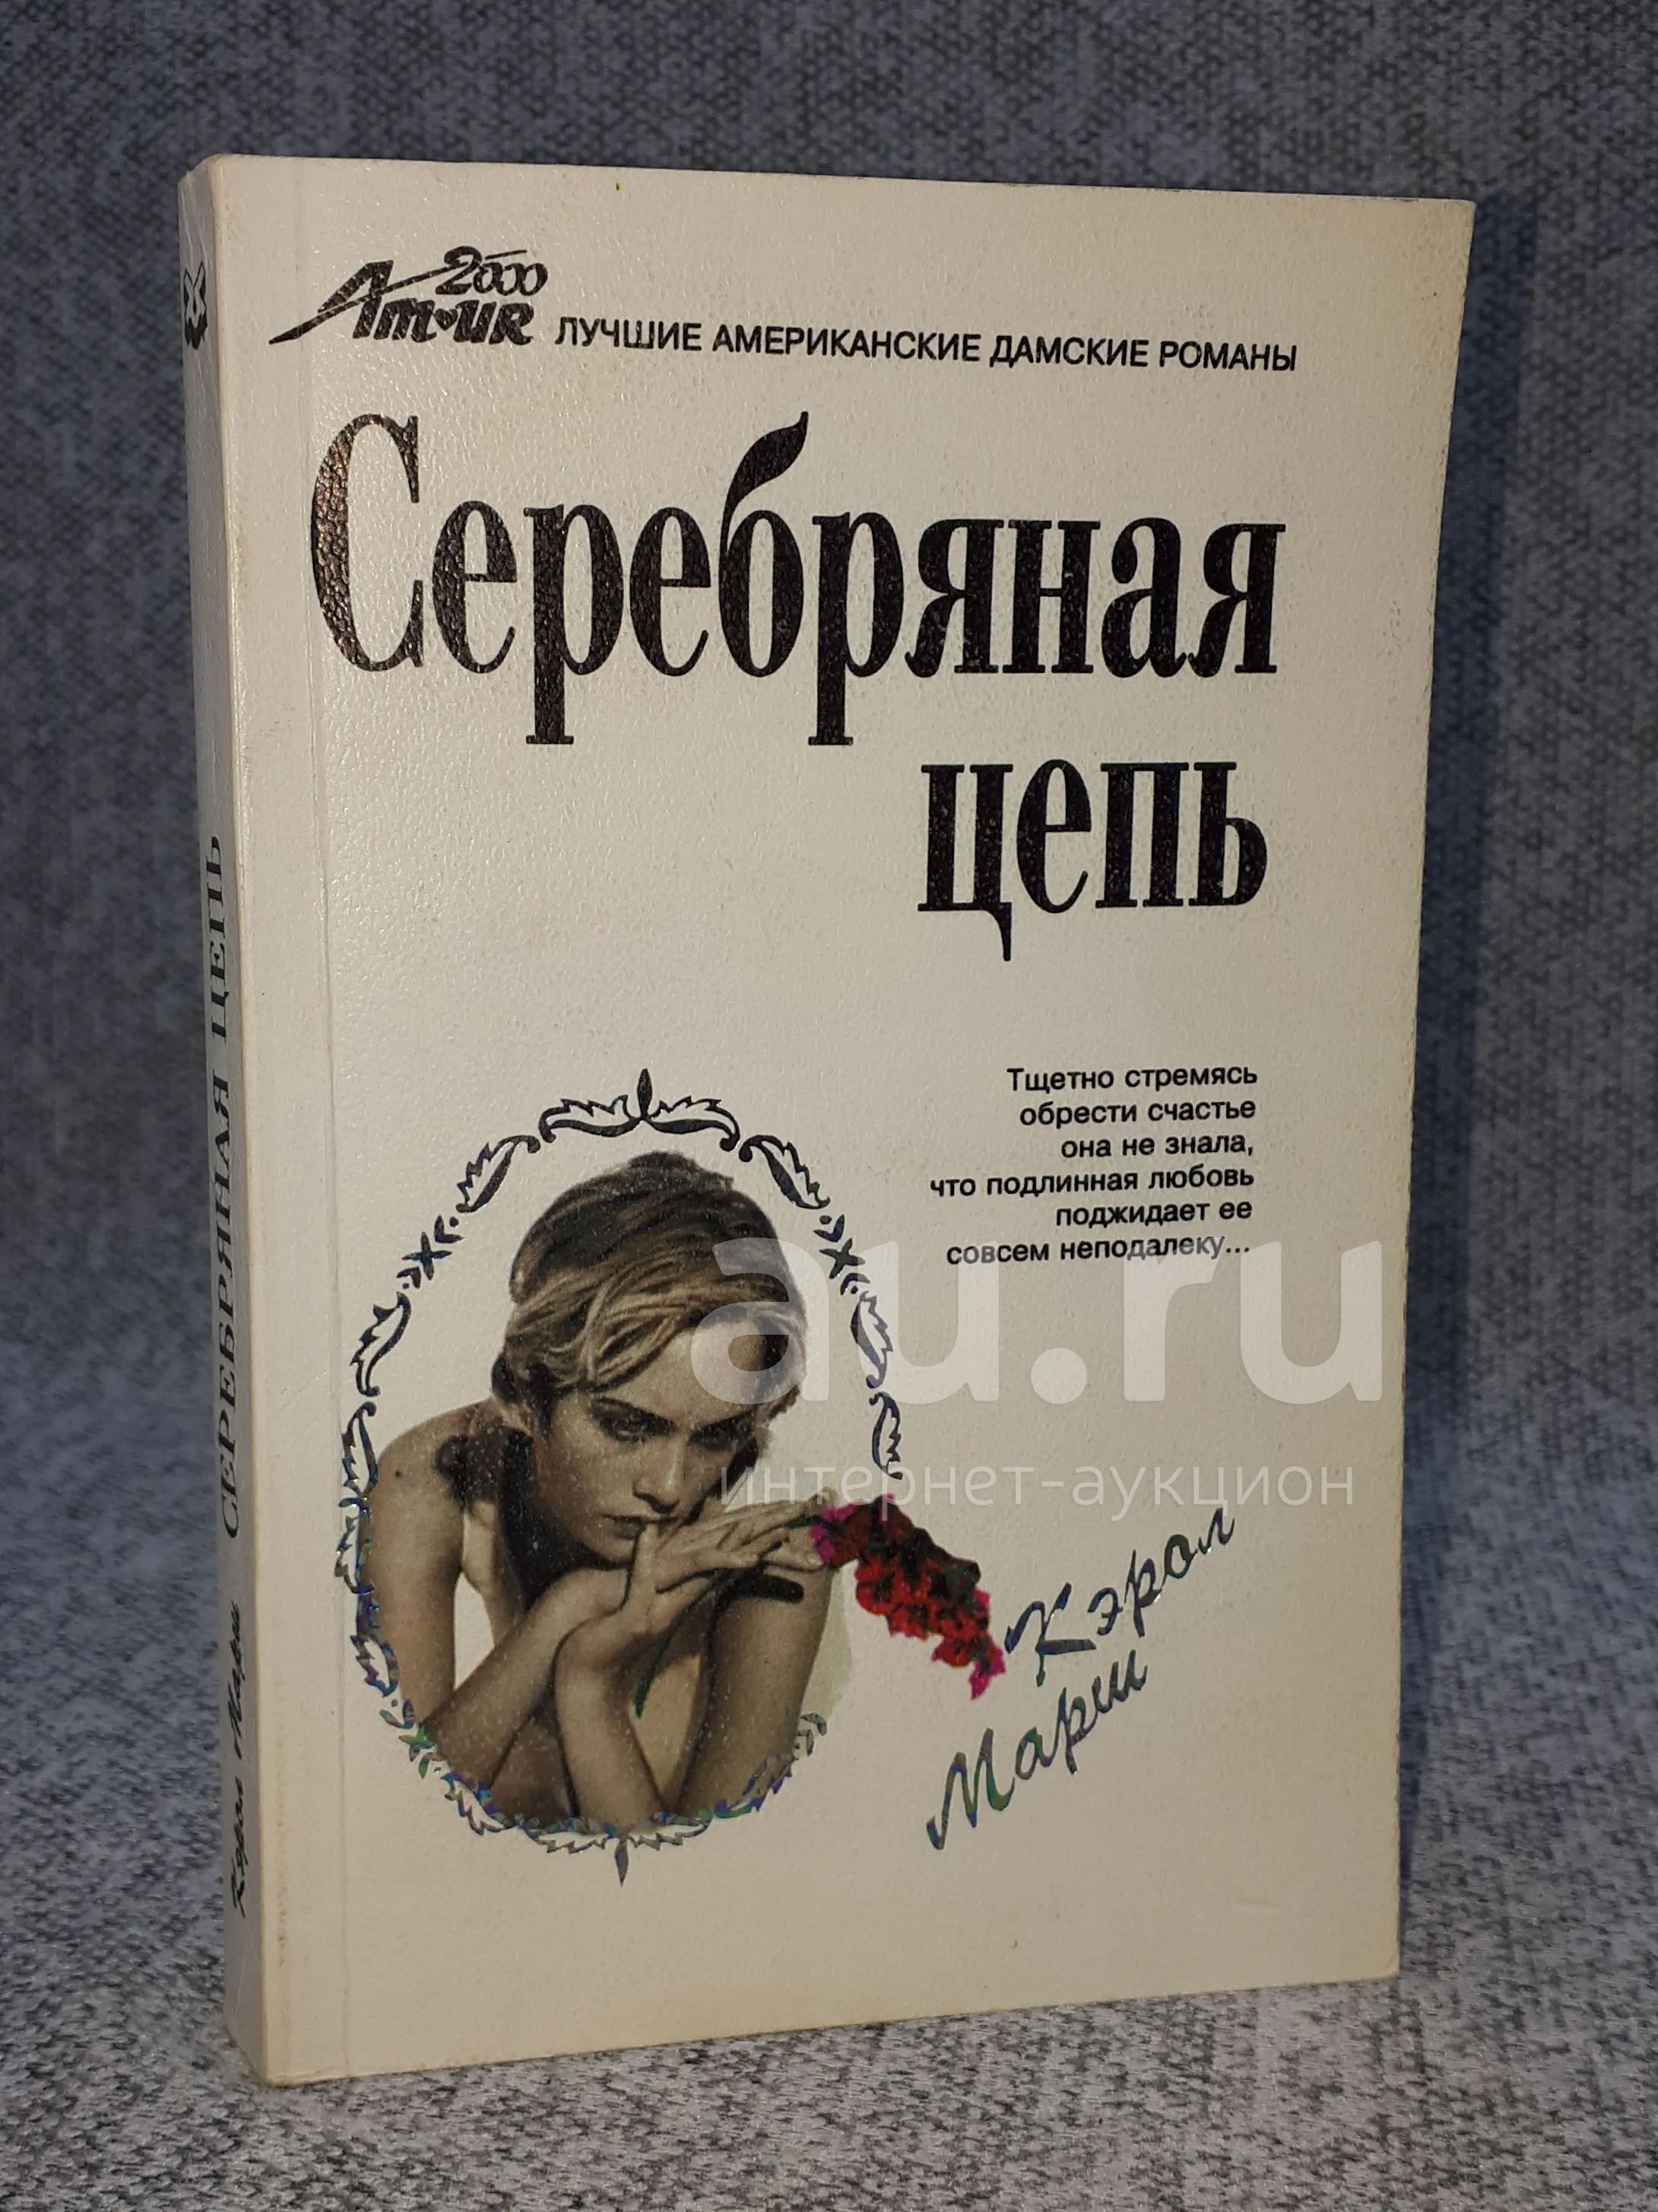 Amour 2000
ЛУЧШИЕ АМЕРИКАНСКИЕ ДАМСКИЕ РОМАНЫ
Серебряная
цепь
Тщетно стремясь
обрести счастье
она не знала,
что подлинная любовь
поджидает ее
совсем неподалеку...
au.ru
интернет-аукцион
Кэрол
Марш
Кэрол Марш СЕРЕБРЯНАЯ ЦЕПЬ